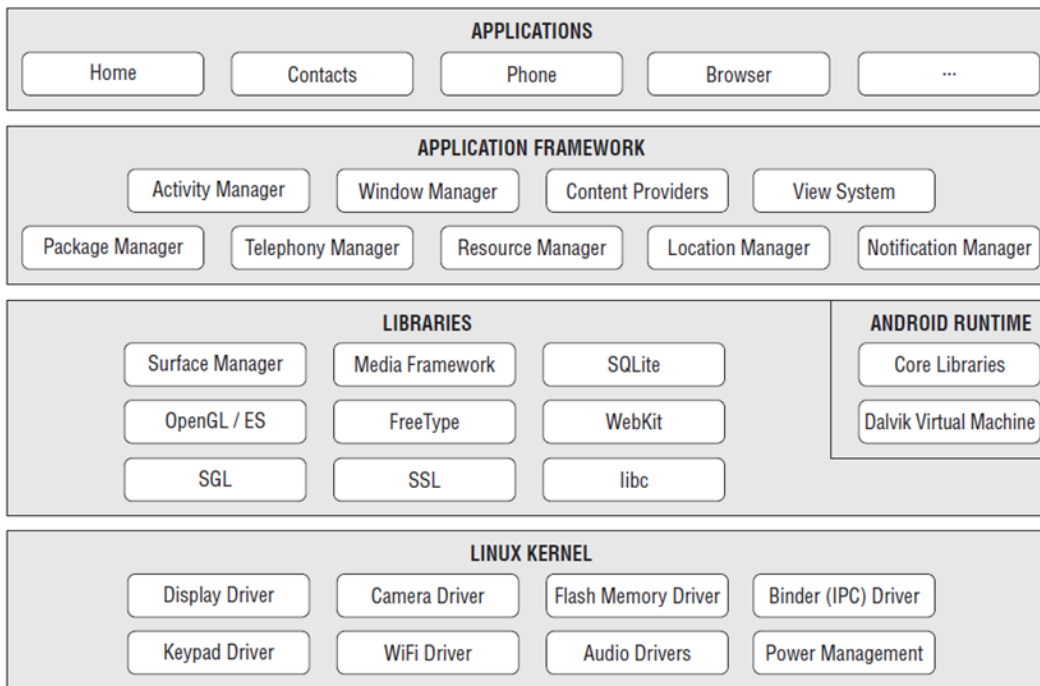 APPLICATIONS
Home Contacts Phone Browser ...
APPLICATION FRAMEWORK
Activity Manager Window Manager Content Providers View System
Package Manager Telephony Manager Resource Manager Location Manager Notification Manager
LIBRARIES ANDROID RUNTIME
Surface Manager Media Framework SQLite Core Libraries
OpenGL / ES FreeType WebKit Dalvik Virtual Machine
SGL SSL libc
LINUX KERNEL
Display Driver Camera Driver Flash Memory Driver Binder (IPC) Driver
Keypad Driver WiFi Driver Audio Drivers Power Management